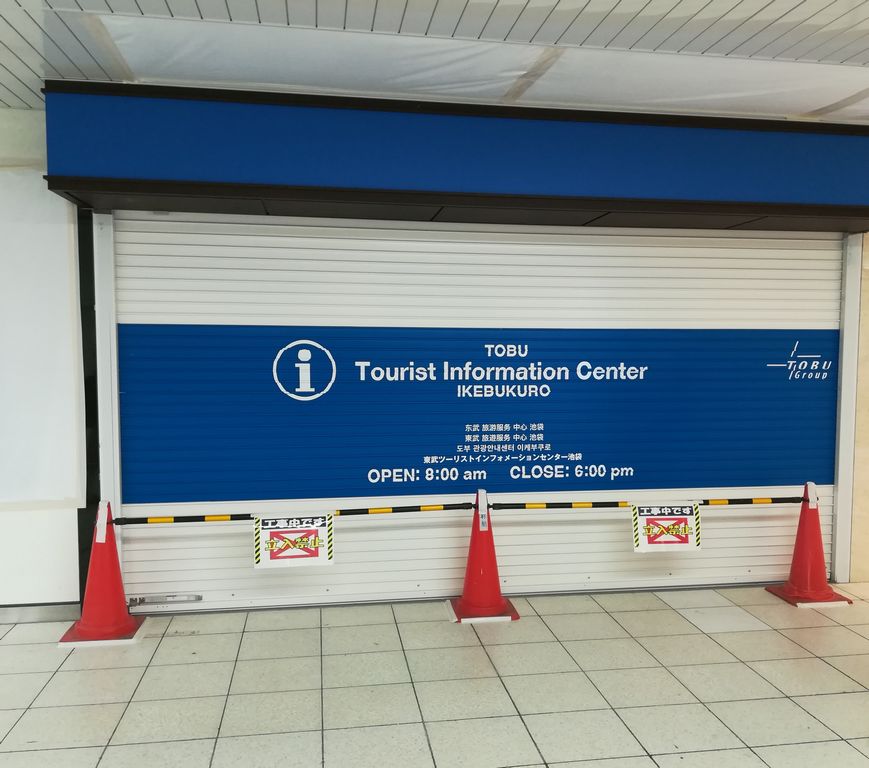 TOBU
i
Tourist Information Center
IKEBUKURO
TOBU
Group
东武 旅游服务 中心 池袋
東武 旅遊服務 中心 池袋
도부 관광안내센터 이케부쿠로
東武ツーリストインフォメーションセンター池袋
OPEN: 8:00 am CLOSE: 6:00 pm
工事中です
立入禁止
工事中です
立入禁止